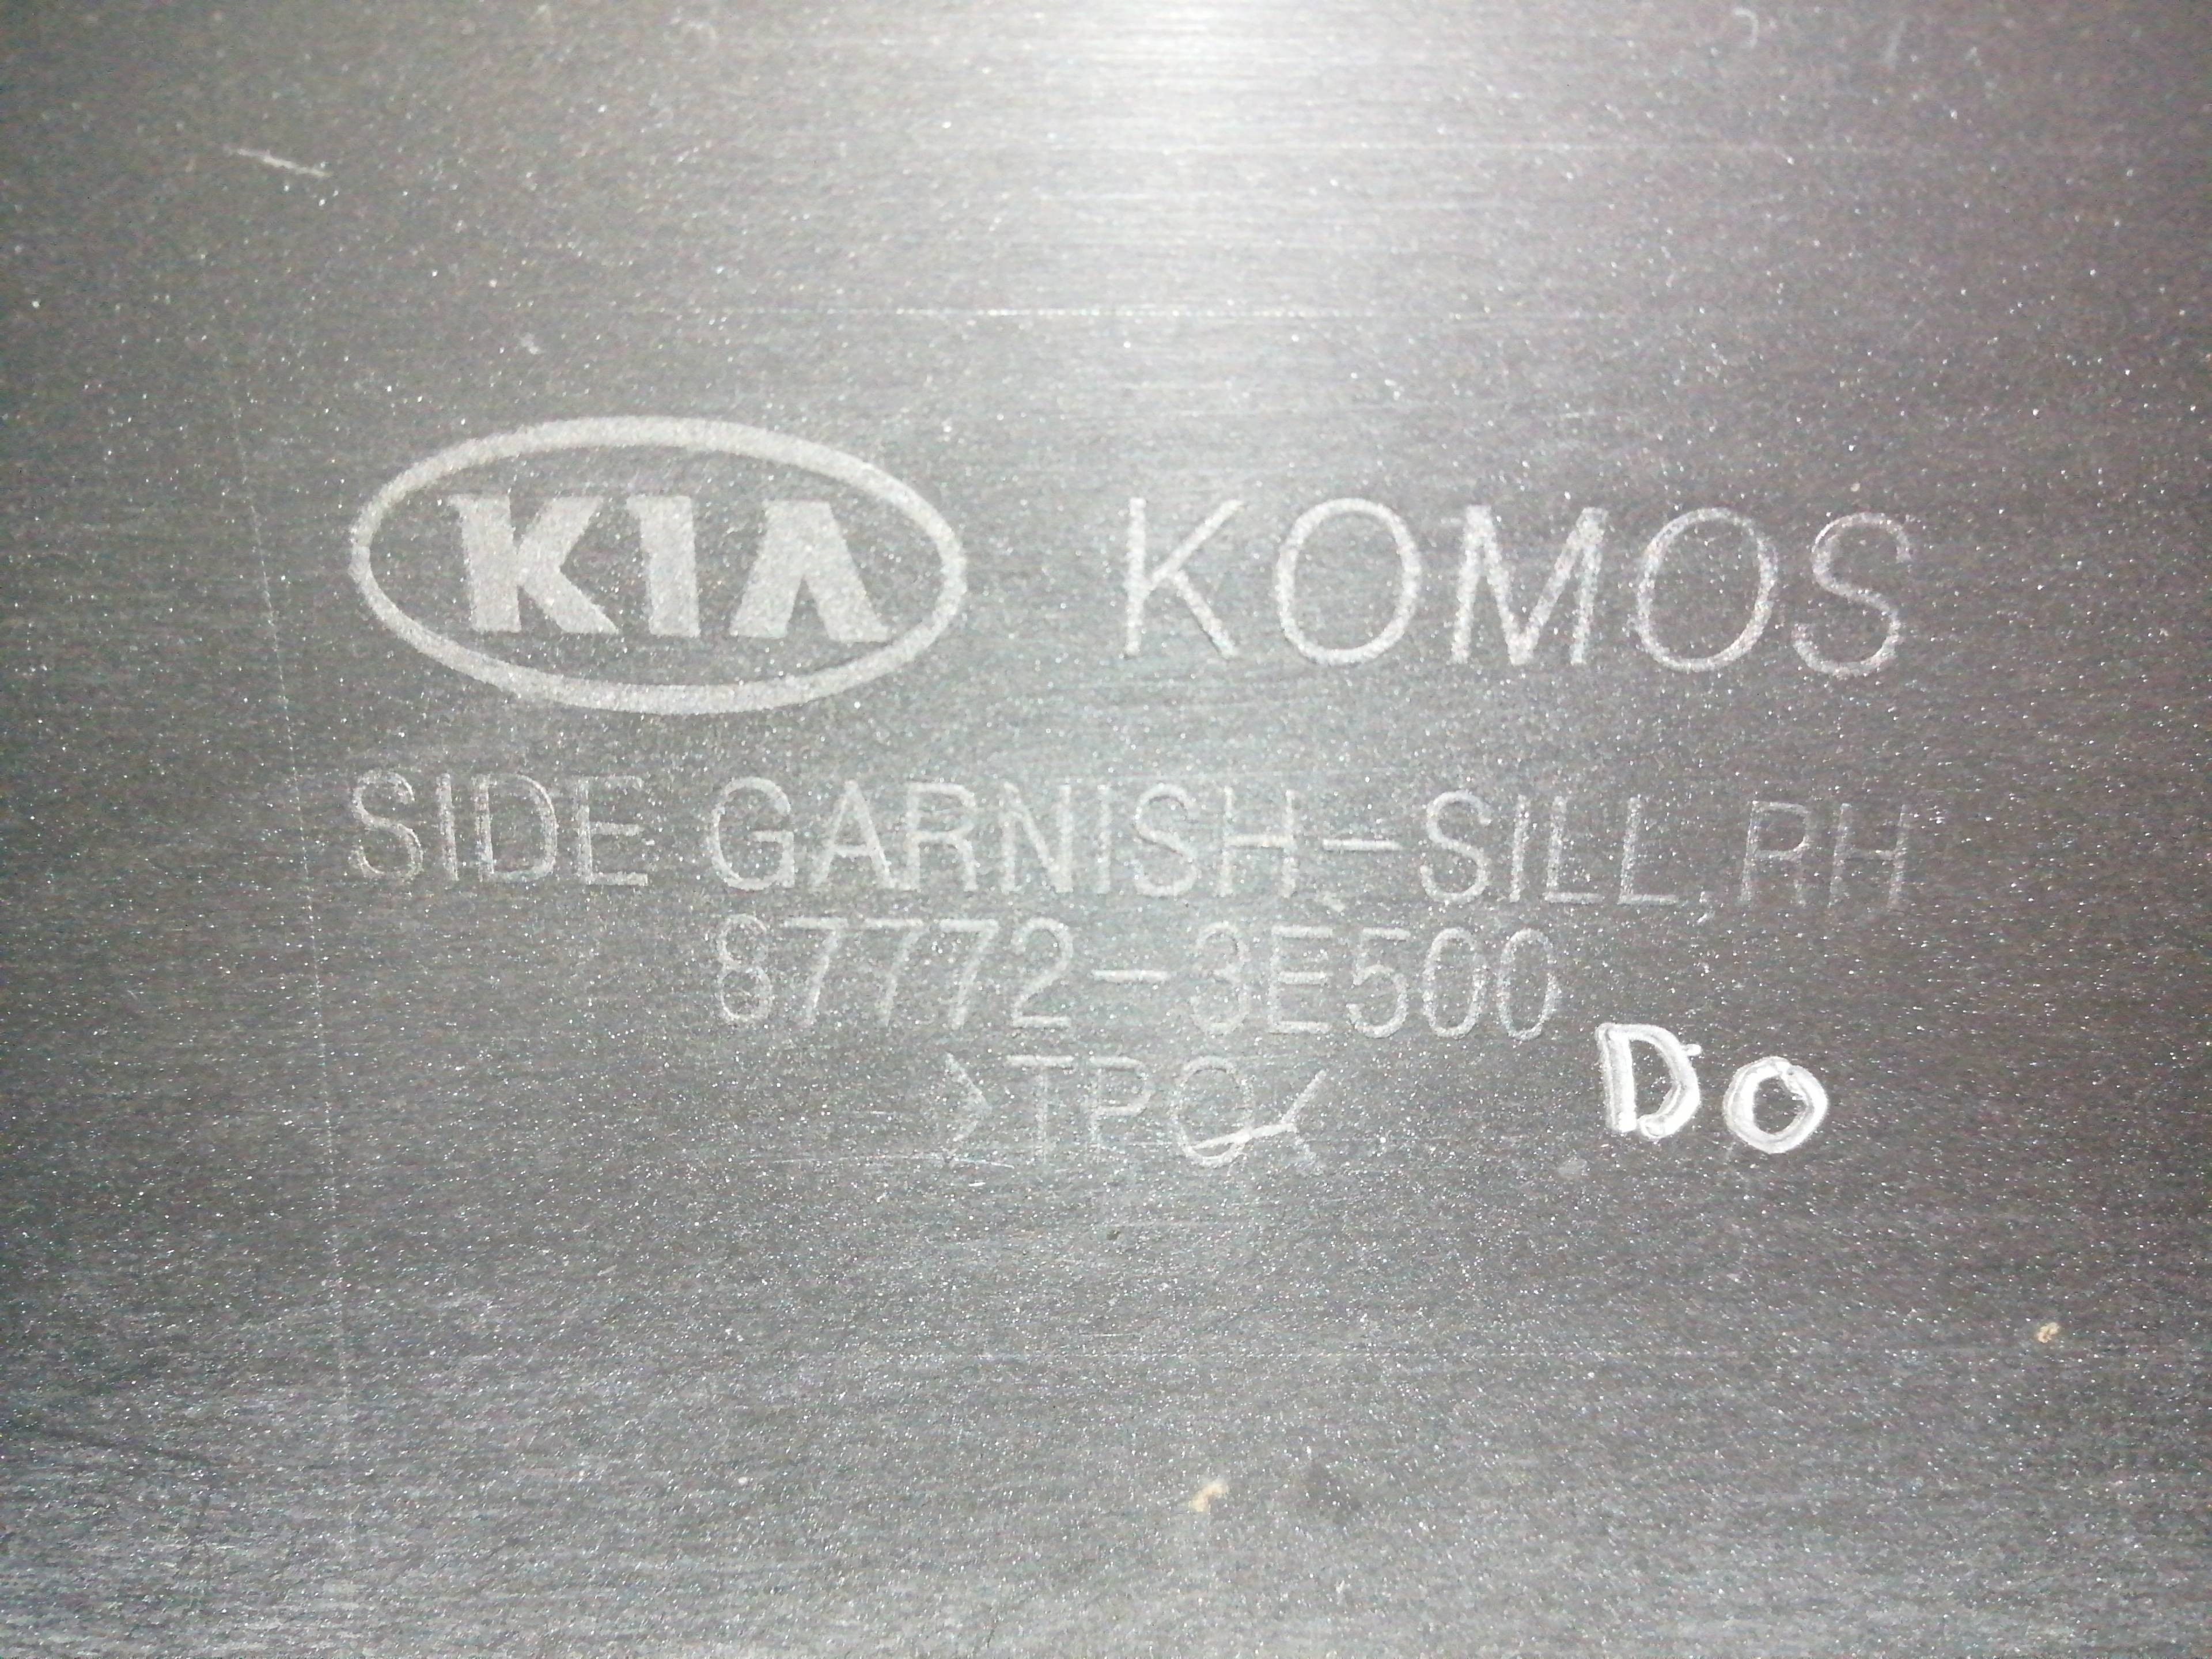 KIA KOMOS
SIDE GARNISH-SILL,RH
87772-3E500
>TPO<
DO